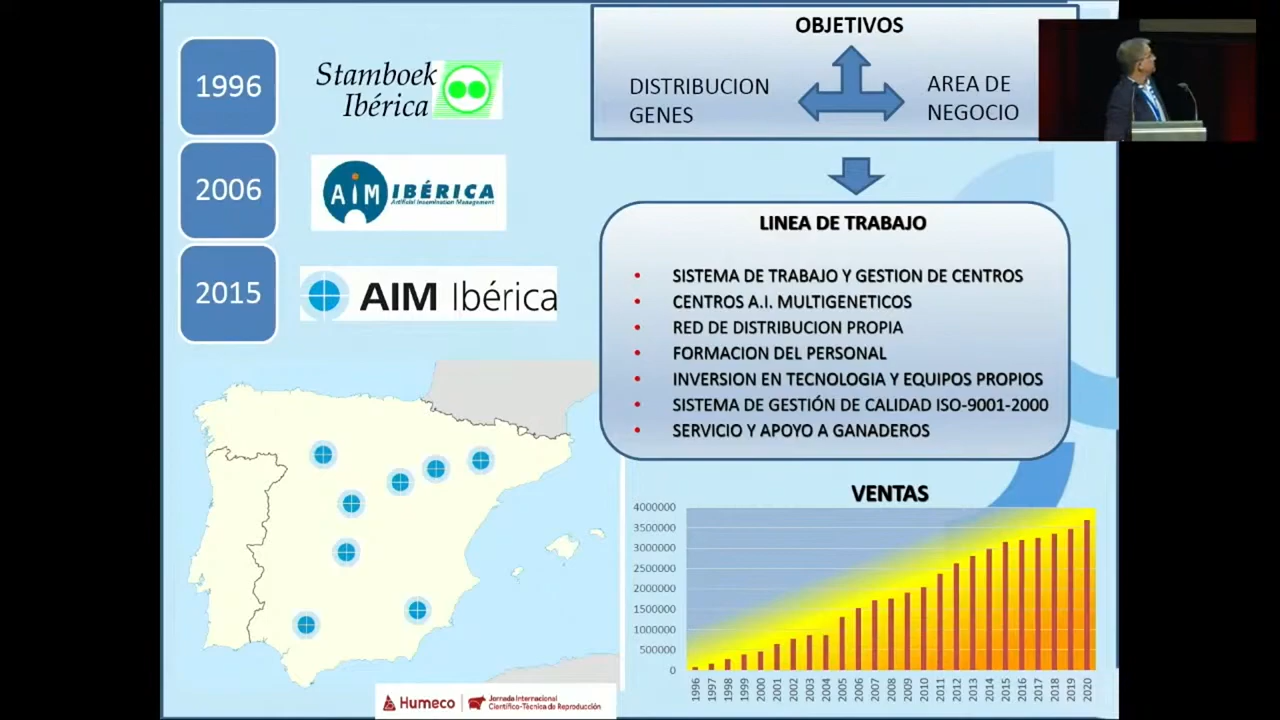 1996
Stamboek
Ibérica
2006
AiM IBÉRICA
Artificial Insemination Management
2015
AIM Ibérica
OBJETIVOS
DISTRIBUCION
GENES
AREA DE
NEGOCIO
LINEA DE TRABAJO
• SISTEMA DE TRABAJO Y GESTION DE CENTROS
• CENTROS A.I. MULTIGENETICOS
• RED DE DISTRIBUCION PROPIA
• FORMACION DEL PERSONAL
• INVERSION EN TECNOLOGIA Y EQUIPOS PROPIOS
• SISTEMA DE GESTIÓN DE CALIDAD ISO-9001-2000
• SERVICIO Y APOYO A GANADEROS
VENTAS
4000000
3500000
3000000
2500000
2000000
1500000
1000000
500000
0
1996 1997 1998 1999 2000 2001 2002 2003 2004 2005 2006 2007 2008 2009 2010 2011 2012 2013 2014 2015 2016 2017 2018 2019 2020
Humeco
Jornada Internacional
Científico-Técnica de Reproducción